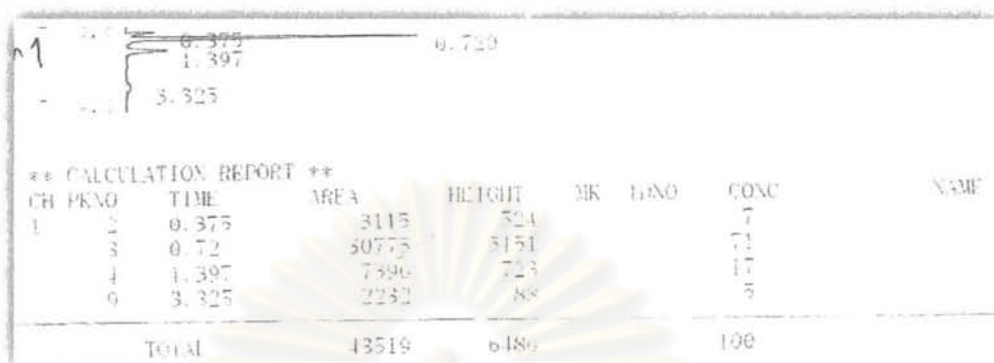 0.375 0.720
1.397
3.325
** CALCULATION REPORT **
CH PKNO TIME AREA HEIGHT MK IDNO CONC NAME
1 2 0.375 3115 524 7
3 0.72 30775 5151 71
4 1.397 7396 723 17
9 3.325 2232 88 5
TOTAL 43519 6486 100